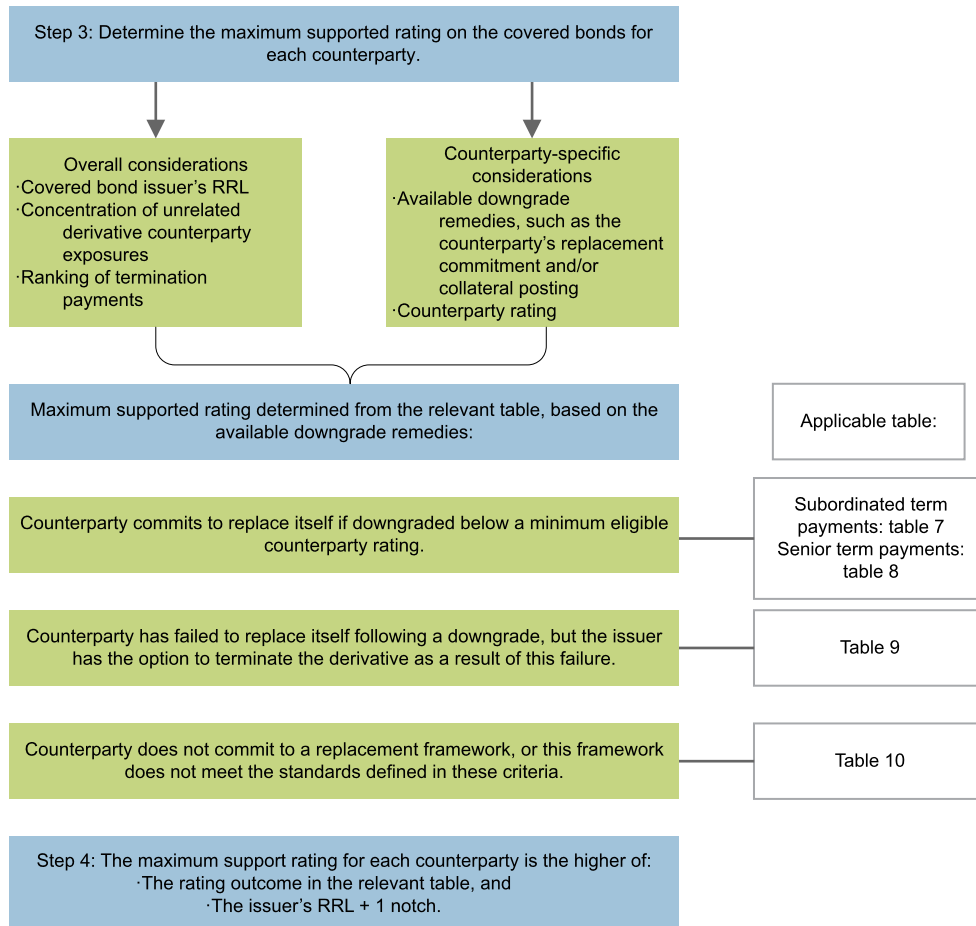 Step 3: Determine the maximum supported rating on the covered bonds for
each counterparty.
Overall considerations
·Covered bond issuer’s RRL
·Concentration of unrelated
derivative counterparty
exposures
·Ranking of termination
payments
Counterparty-specific
considerations
·Available downgrade
remedies, such as the
counterparty’s replacement
commitment and/or
collateral posting
·Counterparty rating
Maximum supported rating determined from the relevant table, based on the
available downgrade remedies:
Applicable table:
Counterparty commits to replace itself if downgraded below a minimum eligible
counterparty rating.
Subordinated term
payments: table 7
Senior term payments:
table 8
Counterparty has failed to replace itself following a downgrade, but the issuer
has the option to terminate the derivative as a result of this failure.
Table 9
Counterparty does not commit to a replacement framework, or this framework
does not meet the standards defined in these criteria.
Table 10
Step 4: The maximum support rating for each counterparty is the higher of:
·The rating outcome in the relevant table, and
·The issuer’s RRL + 1 notch.